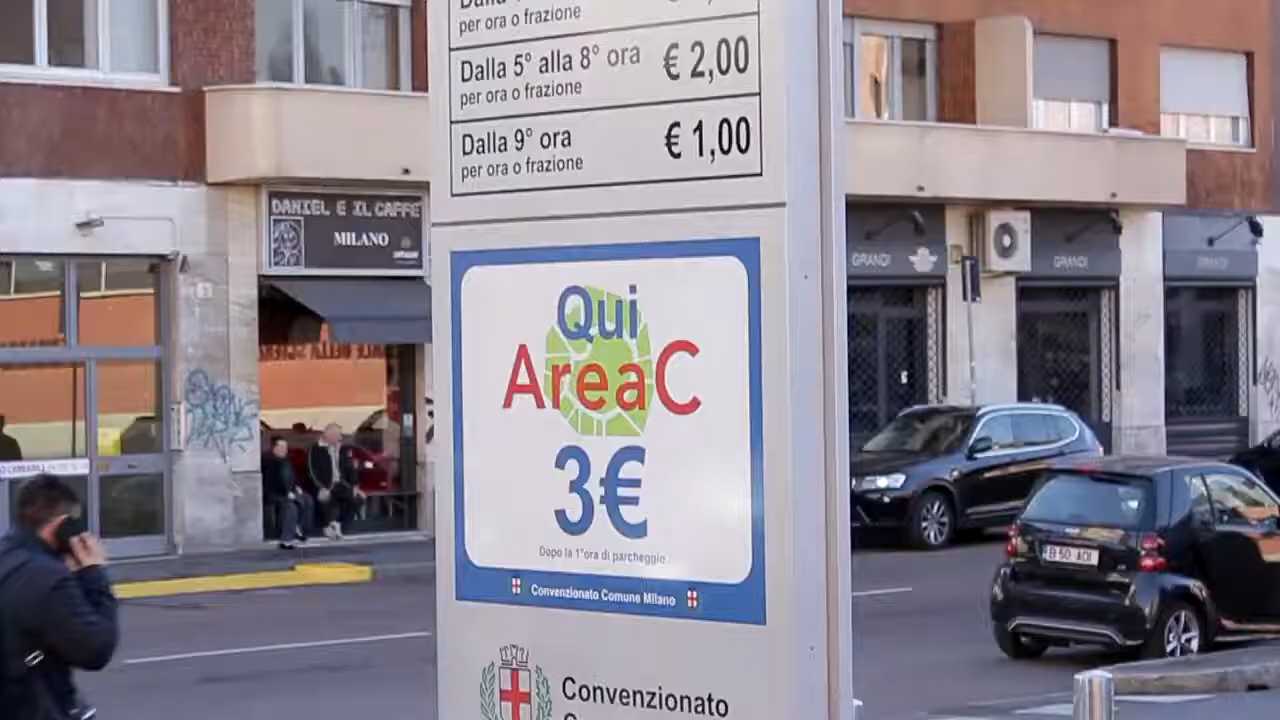 per ora o frazione
Dalla 5° alla 8° ora € 2,00
per ora o frazione
Dalla 9° ora € 1,00
per ora o frazione
DANIEL E IL CAFFE
MILANO
GRANDI
GRANDI
Qui
AreaC
3€
Dopo la 1°ora di parcheggio
Convenzionato Comune Milano
Convenzionato